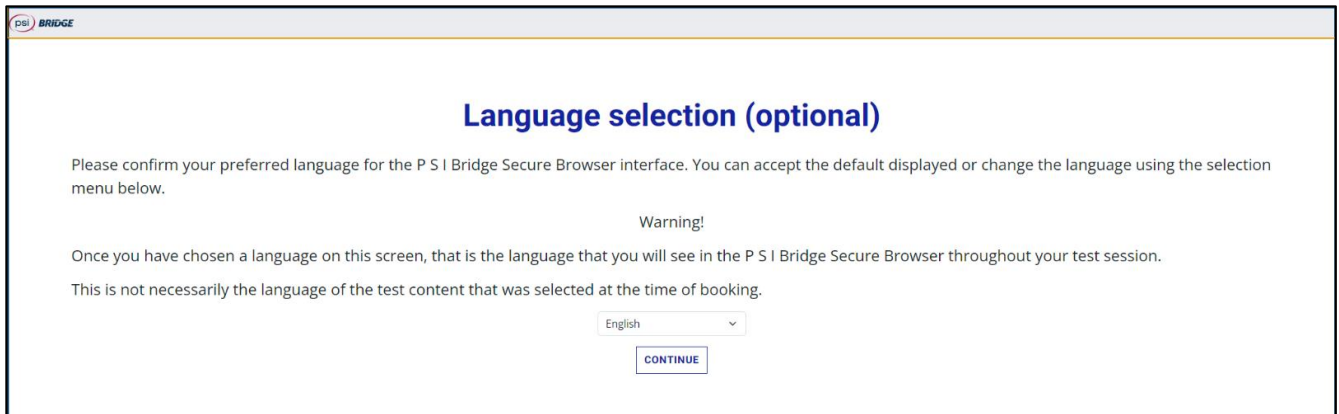 psi BRIDGE
Language selection (optional)
Please confirm your preferred language for the P S I Bridge Secure Browser interface. You can accept the default displayed or change the language using the selection
menu below.
Warning!
Once you have chosen a language on this screen, that is the language that you will see in the P S I Bridge Secure Browser throughout your test session.
This is not necessarily the language of the test content that was selected at the time of booking.
English
CONTINUE